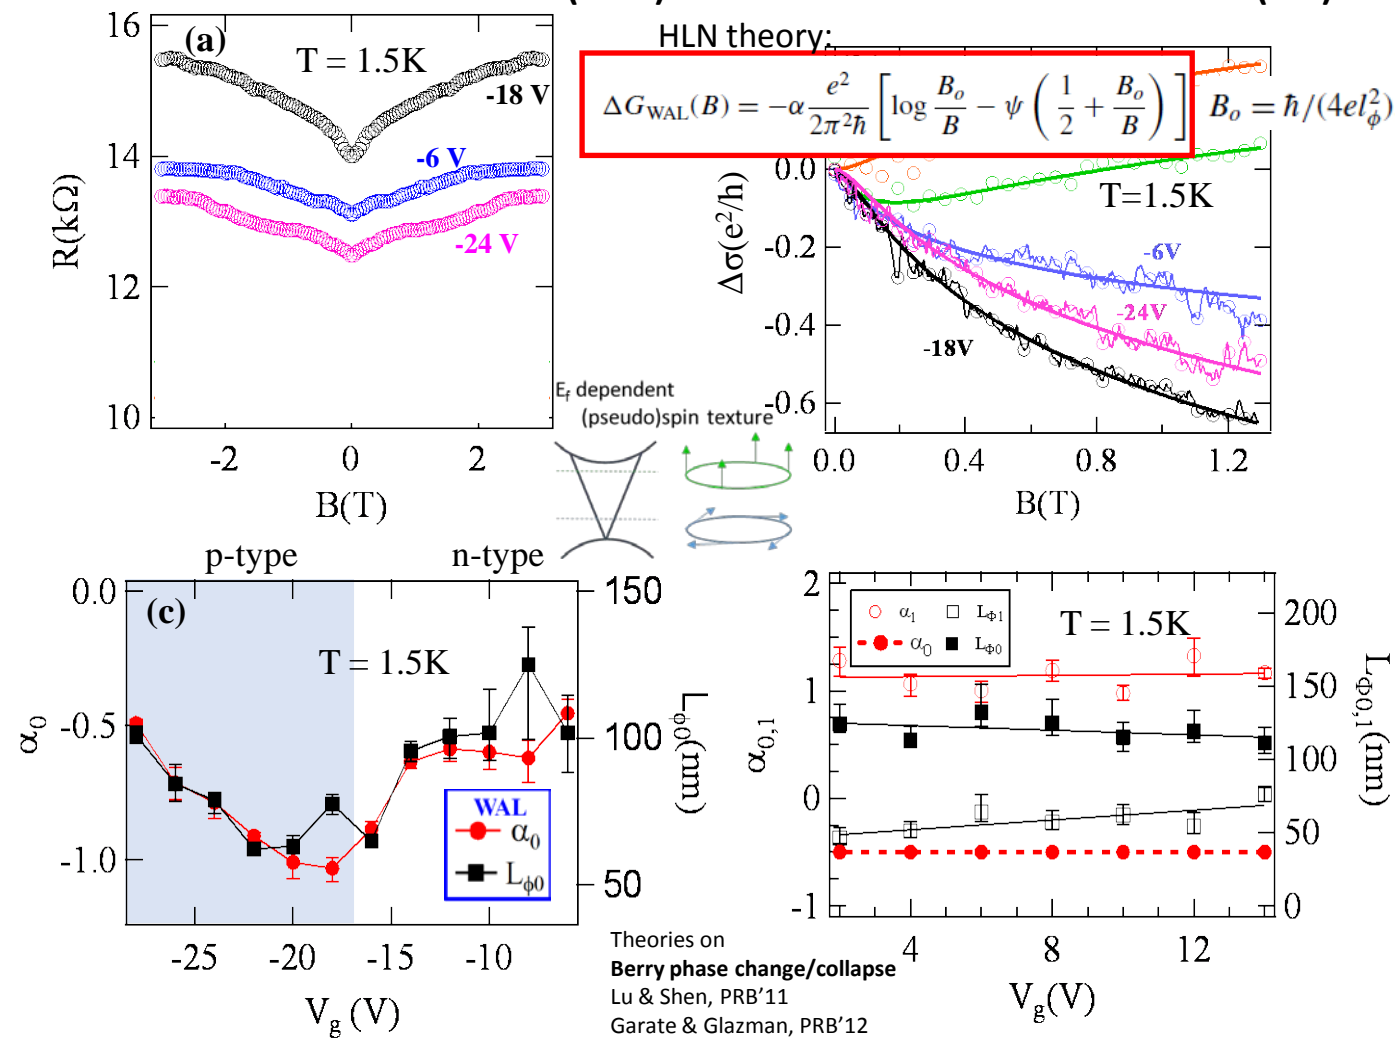 HLN theory:
ΔG_WAL(B) = −α e²/2π²ħ [log B_o/B − ψ (1/2 + B_o/B)] B_o = ħ/(4el_ϕ²)
(a)
T = 1.5K
-18 V
-6 V
-24 V
16
14
12
10
R(kΩ)
-2
0
2
B(T)
0.0
-0.2
-0.4
-0.6
Δσ(e²/h)
T=1.5K
-6V
-24V
-18V
0.0
0.4
0.8
1.2
B(T)
E_f dependent
(pseudo)spin texture
p-type
n-type
(c)
T = 1.5K
0.0
-0.5
-1.0
α_0
150
100
50
L_ϕ0(nm)
WAL
α_0
L_ϕ0
-25
-20
-15
-10
V_g (V)
Theories on
Berry phase change/collapse
Lu & Shen, PRB'11
Garate & Glazman, PRB'12
2
1
0
-1
α_0,1
α_1
L_Φ1
α_0
L_Φ0
T = 1.5K
200
150
100
50
0
L_Φ0,1(nm)
4
8
12
V_g(V)